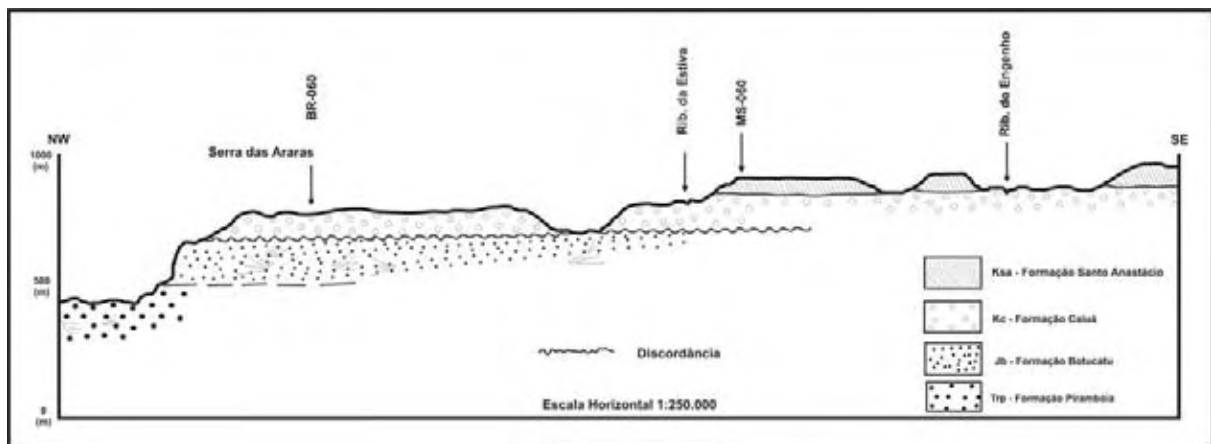 BR-060
Rib. da Estiva
MS-060
Rib. do Engenho
NW
SE
1000
(m)
Serra das Araras
500
(m)
Ksa - Formação Santo Anastácio
Kc - Formação Caiuá
Discordância
Jb - Formação Botucatu
Trp - Formação Piramboia
Escala Horizontal 1:250.000
0
(m)